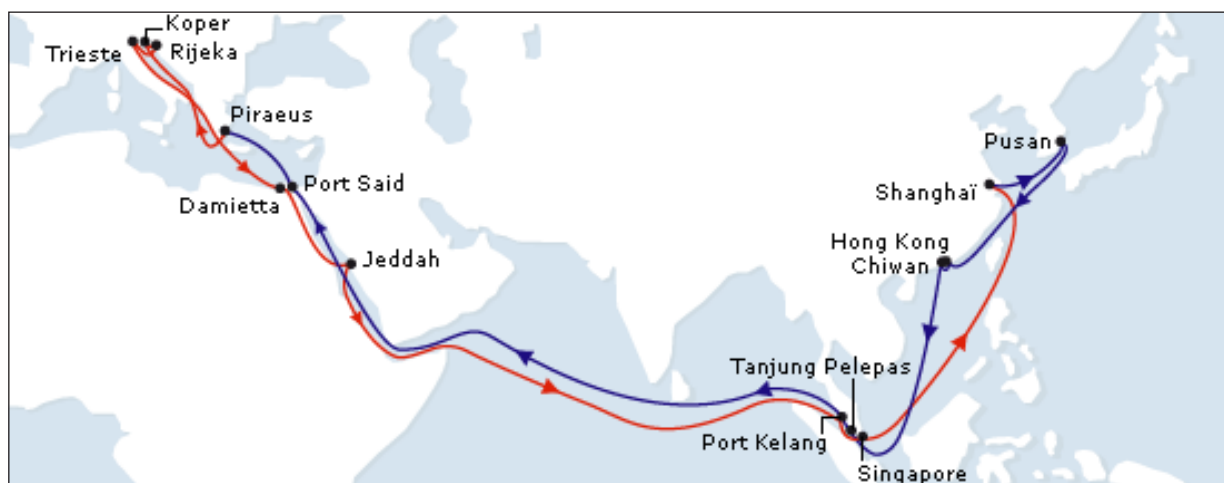 Koper
Trieste
Rijeka
Piraeus
Pusan
Port Said
Shanghaï
Damietta
Hong Kong
Jeddah
Chiwan
Tanjung Pelepas
Port Kelang
Singapore